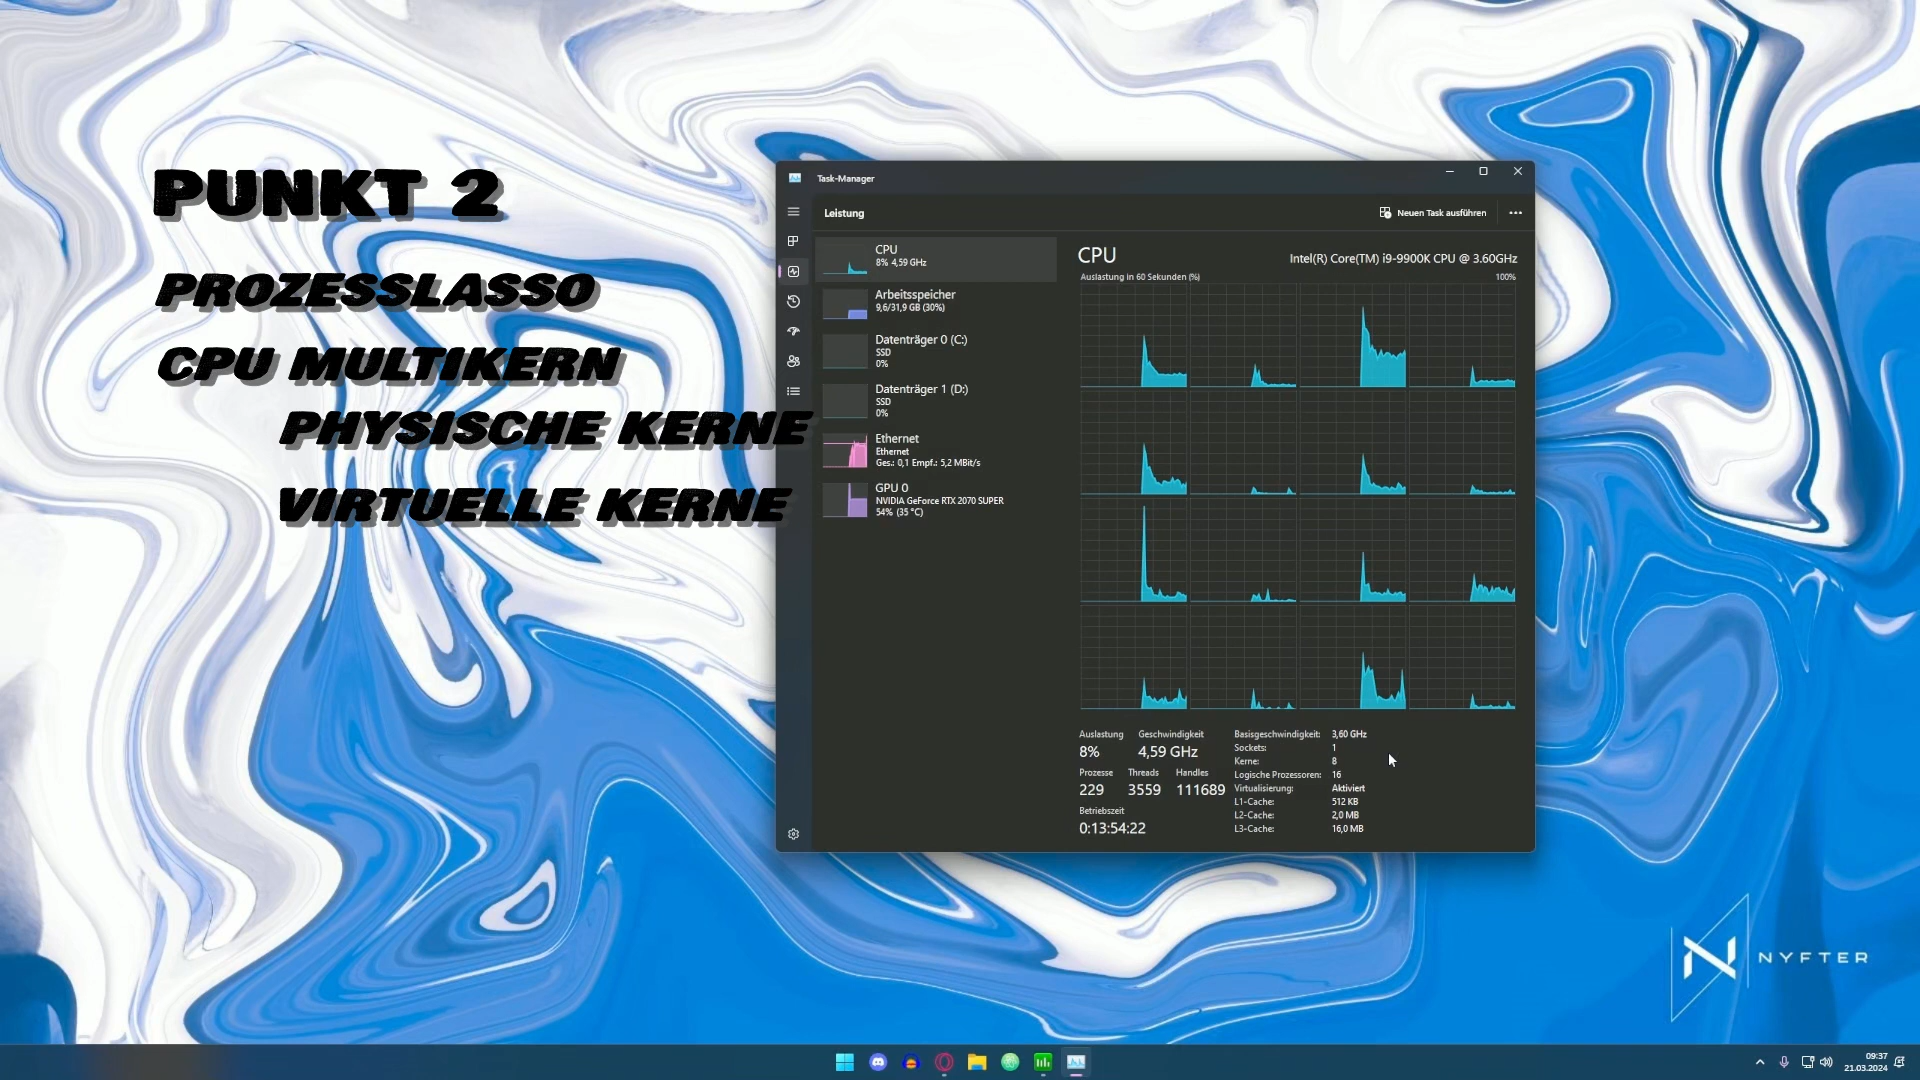 PUNKT 2
PROZESSLASSO
CPU MULTIKERN
PHYSISCHE KERNE
VIRTUELLE KERNE
Task-Manager
Leistung
Neuen Task ausführen
CPU
8% 4,59 GHz
Arbeitsspeicher
9,6/31,9 GB (30%)
Datenträger 0 (C:)
SSD
0%
Datenträger 1 (D:)
SSD
0%
Ethernet
Ethernet
Ges.: 0,1 Empf.: 5,2 MBit/s
GPU 0
NVIDIA GeForce RTX 2070 SUPER
54% (35 °C)
CPU
Intel(R) Core(TM) i9-9900K CPU @ 3.60GHz
Auslastung in 60 Sekunden (%)
100%
Auslastung Geschwindigkeit
8% 4,59 GHz
Prozesse Threads Handles
229 3559 111689
Betriebszeit
0:13:54:22
Basisgeschwindigkeit: 3,60 GHz
Sockets: 1
Kerne: 8
Logische Prozessoren: 16
Virtualisierung: Aktiviert
L1-Cache: 512 KB
L2-Cache: 2,0 MB
L3-Cache: 16,0 MB
NYFTER
09:37
21.03.2024